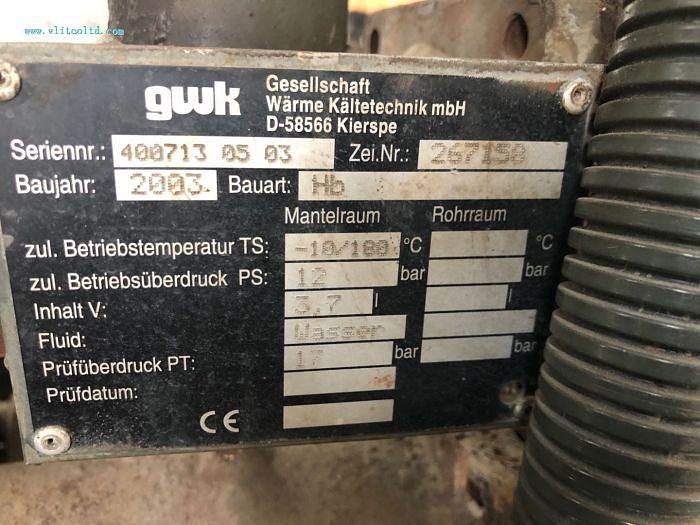 www.vlitcoltd.com
gwk
Gesellschaft
Wärme Kältetechnik mbH
D-58566 Kierspe
Seriennr.: 400713 05 03 Zei.Nr.: 267150
Baujahr: 2003 Bauart: Hb
Mantelraum Rohrraum
zul. Betriebstemperatur TS: -10/180 °C °C
zul. Betriebsüberdruck PS: 12 bar bar
Inhalt V: 3,7 l l
Fluid: Wasser
Prüfüberdruck PT: 17 bar bar
Prüfdatum:
CE